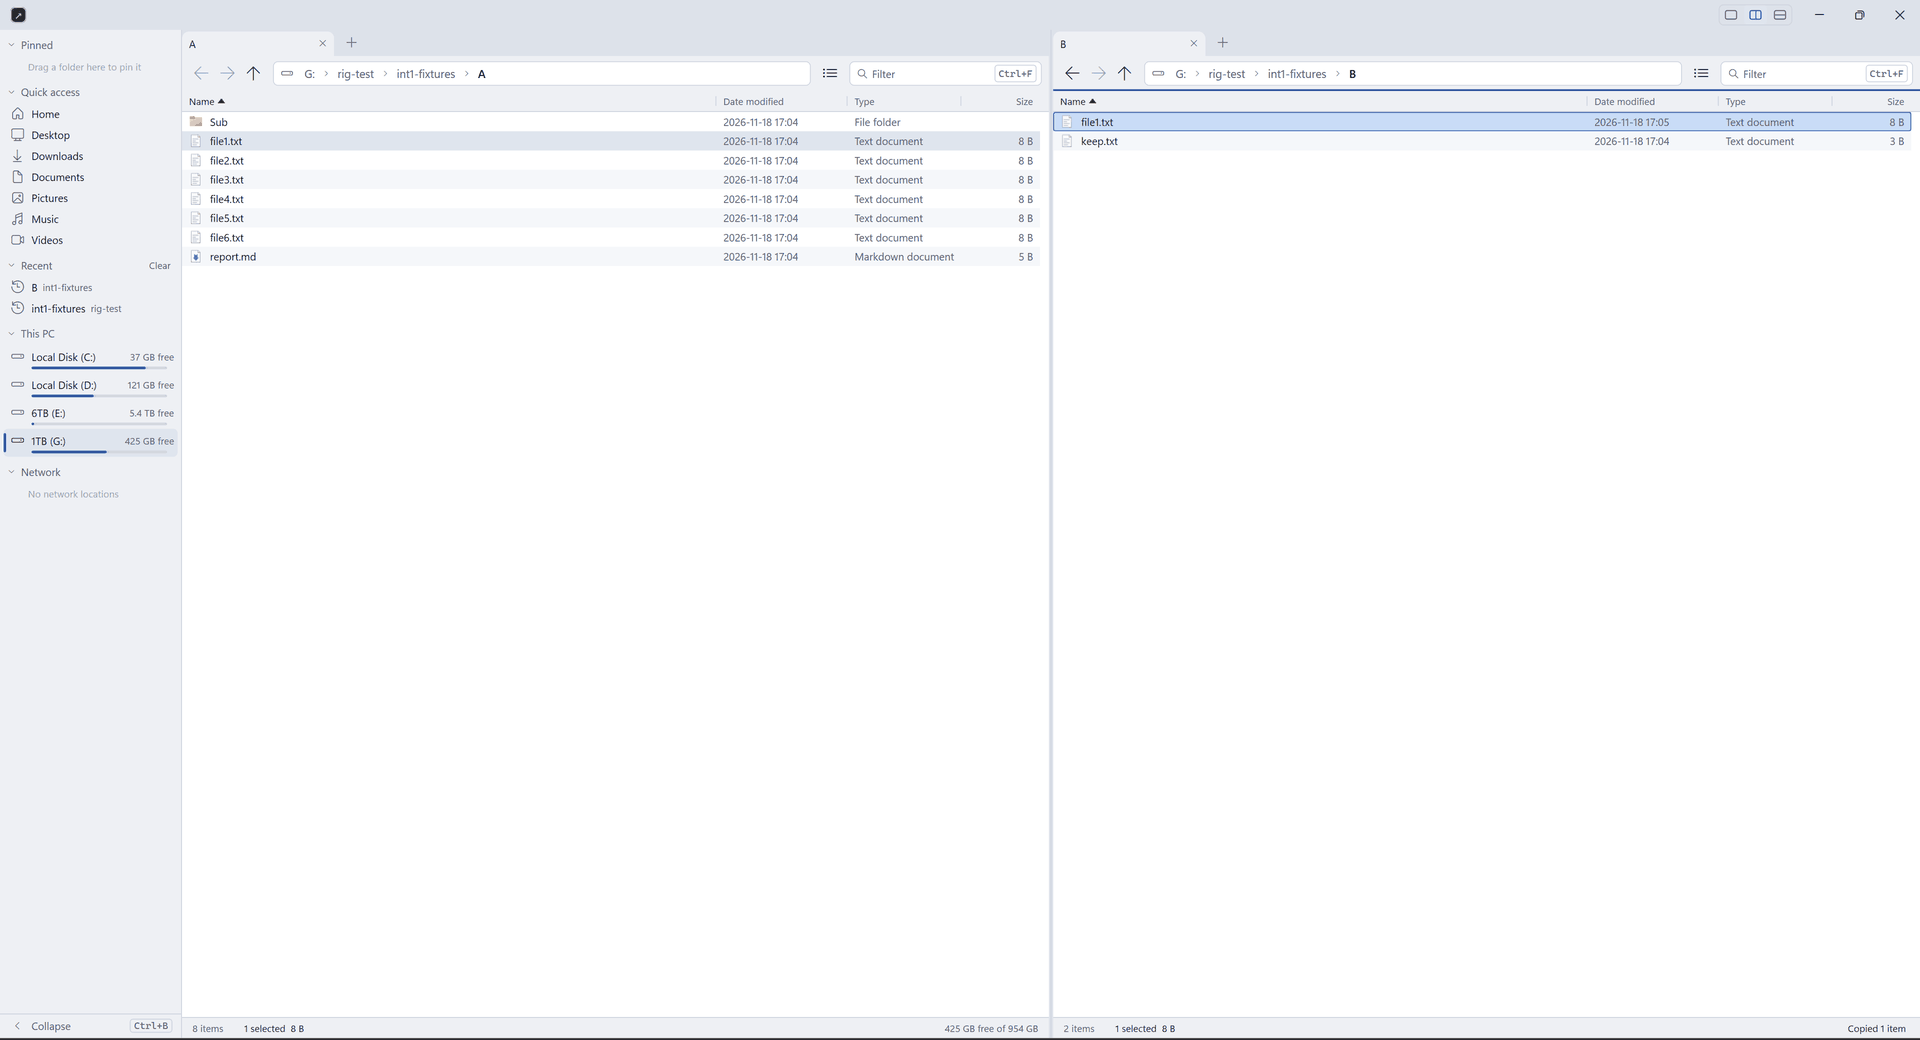 Pinned
Drag a folder here to pin it
Quick access
Home
Desktop
Downloads
Documents
Pictures
Music
Videos
Recent Clear
B int1-fixtures
int1-fixtures rig-test
This PC
Local Disk (C:) 37 GB free
Local Disk (D:) 121 GB free
6TB (E:) 5.4 TB free
1TB (G:) 425 GB free
Network
No network locations
Collapse Ctrl+B
A
G: rig-test int1-fixtures A
Filter Ctrl+F
Name Date modified Type Size
Sub 2026-11-18 17:04 File folder
file1.txt 2026-11-18 17:04 Text document 8 B
file2.txt 2026-11-18 17:04 Text document 8 B
file3.txt 2026-11-18 17:04 Text document 8 B
file4.txt 2026-11-18 17:04 Text document 8 B
file5.txt 2026-11-18 17:04 Text document 8 B
file6.txt 2026-11-18 17:04 Text document 8 B
report.md 2026-11-18 17:04 Markdown document 5 B
8 items 1 selected 8 B 425 GB free of 954 GB
B
G: rig-test int1-fixtures B
Filter Ctrl+F
Name Date modified Type Size
file1.txt 2026-11-18 17:05 Text document 8 B
keep.txt 2026-11-18 17:04 Text document 3 B
2 items 1 selected 8 B Copied 1 item